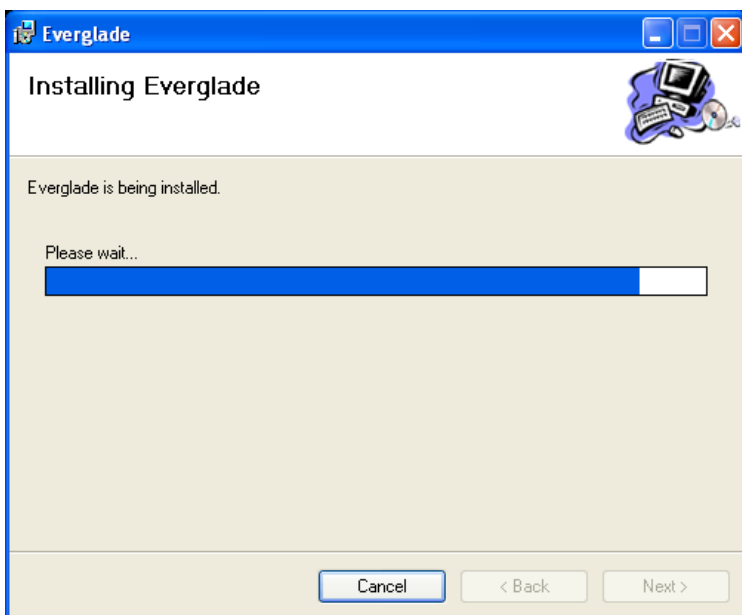 Everglade
Installing Everglade
Everglade is being installed.
Please wait...
Cancel
< Back
Next >